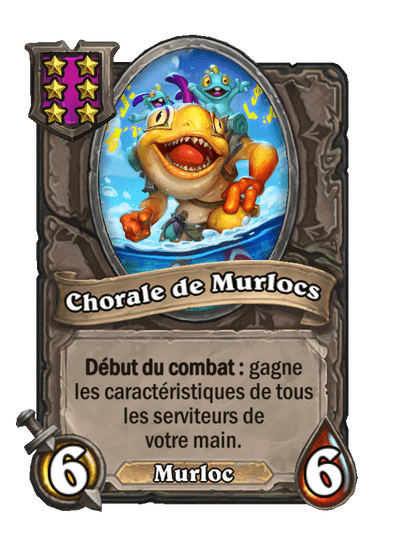 Chorale de Murlocs
Début du combat : gagne
les caractéristiques de tous
les serviteurs de
votre main.
6
Murloc
6